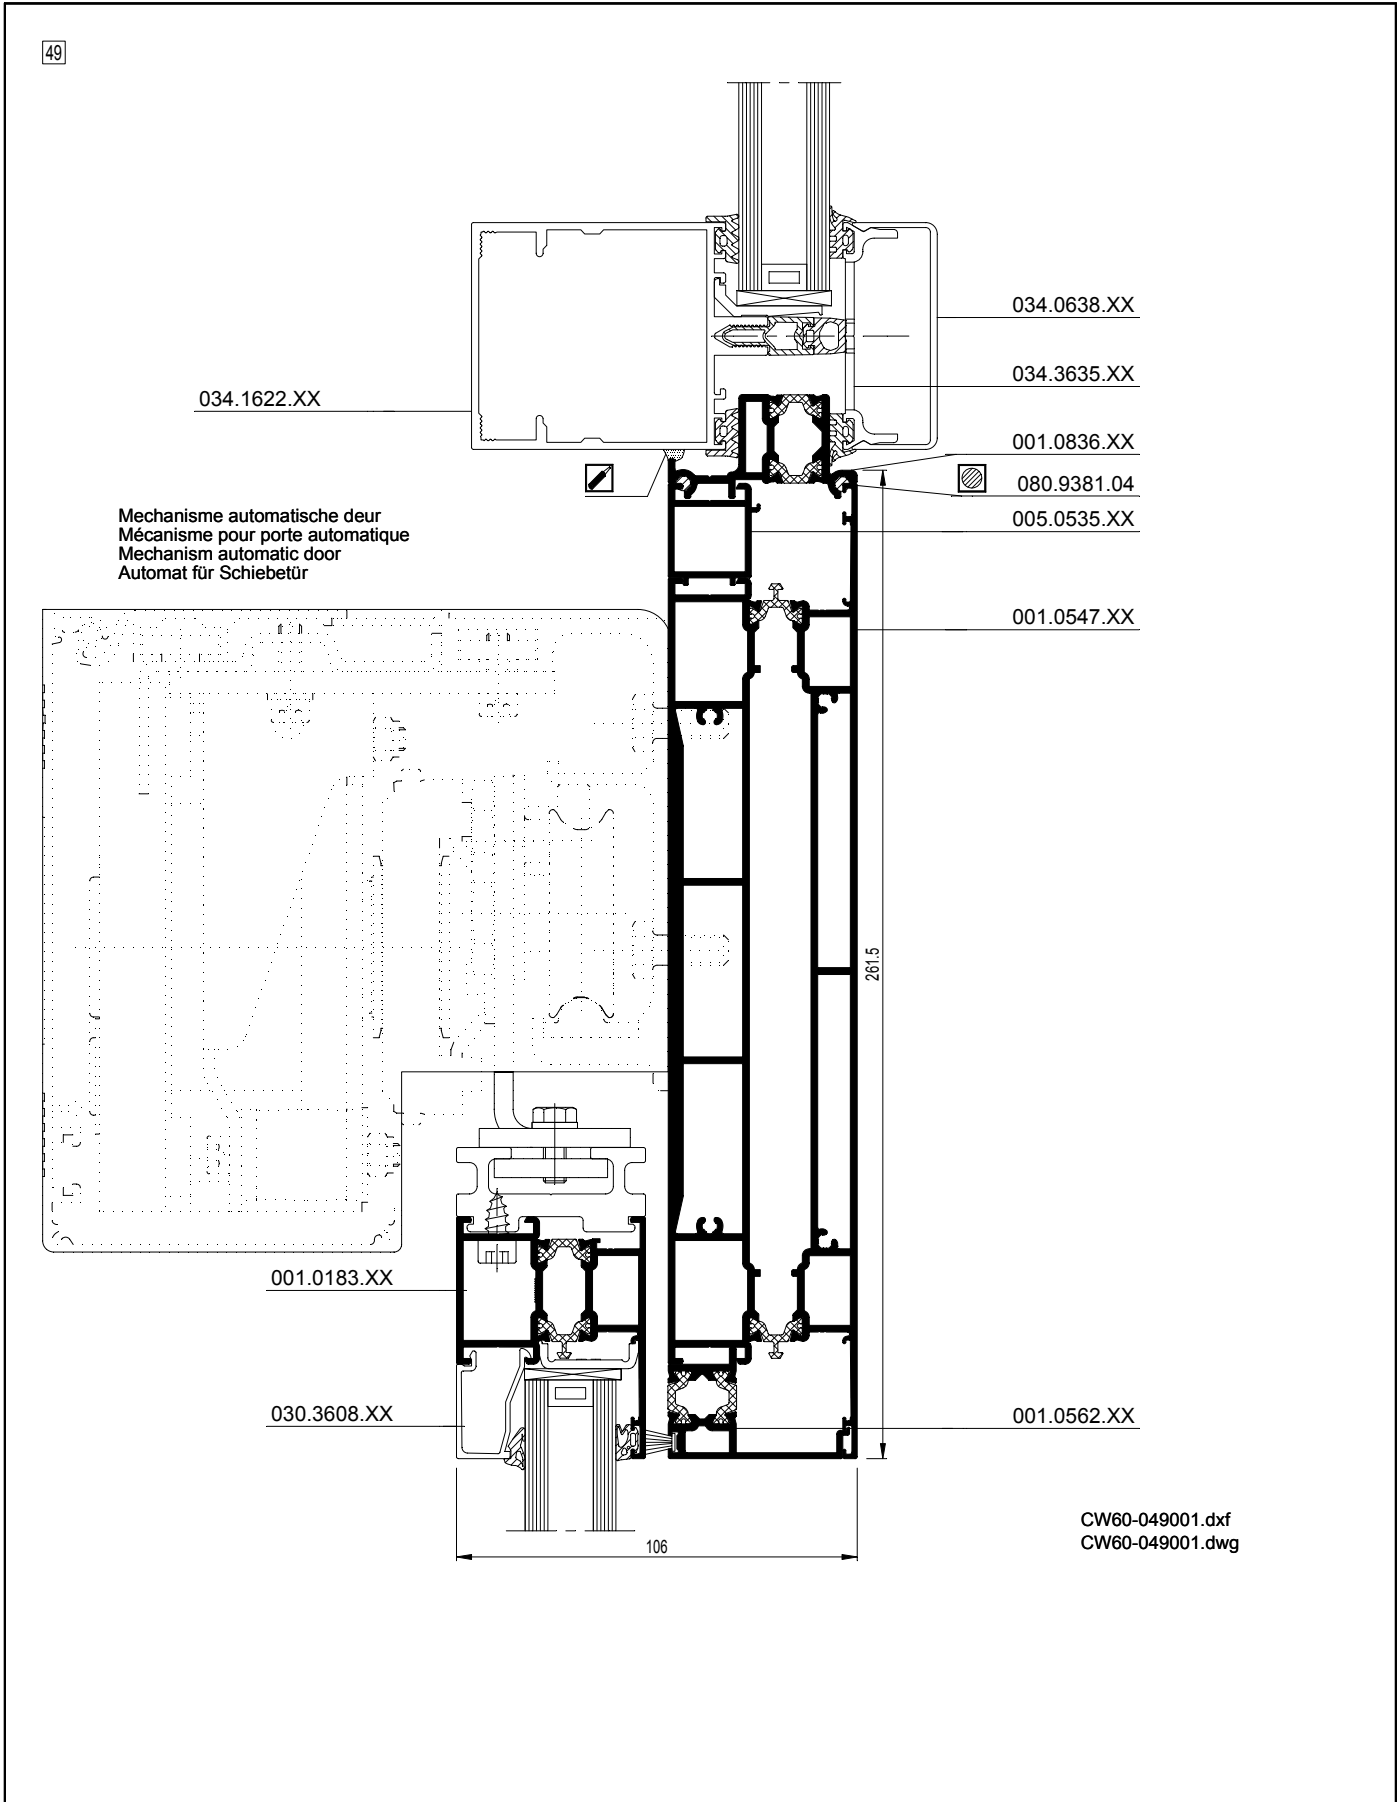 49
034.0638.XX
034.3635.XX
034.1622.XX
001.0836.XX
080.9381.04
005.0535.XX
Mechanisme automatische deur
Mécanisme pour porte automatique
Mechanism automatic door
Automat für Schiebetür
001.0547.XX
261.5
001.0183.XX
030.3608.XX
001.0562.XX
CW60-049001.dxf
CW60-049001.dwg
106